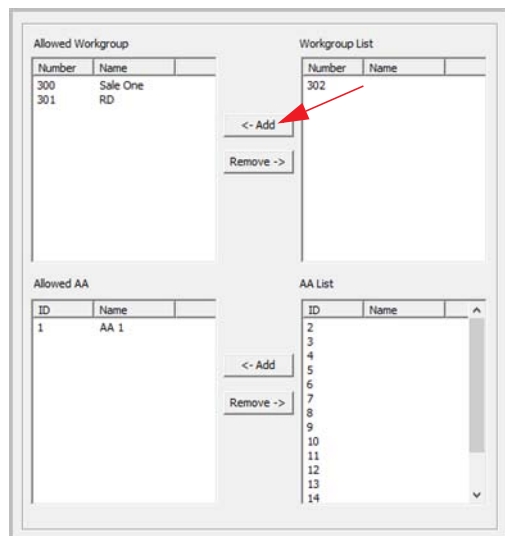 Allowed Workgroup
Number Name
300 Sale One
301 RD
<- Add
Remove ->
Workgroup List
Number Name
302
Allowed AA
ID Name
1 AA 1
<- Add
Remove ->
AA List
ID Name
2
3
4
5
6
7
8
9
10
11
12
13
14